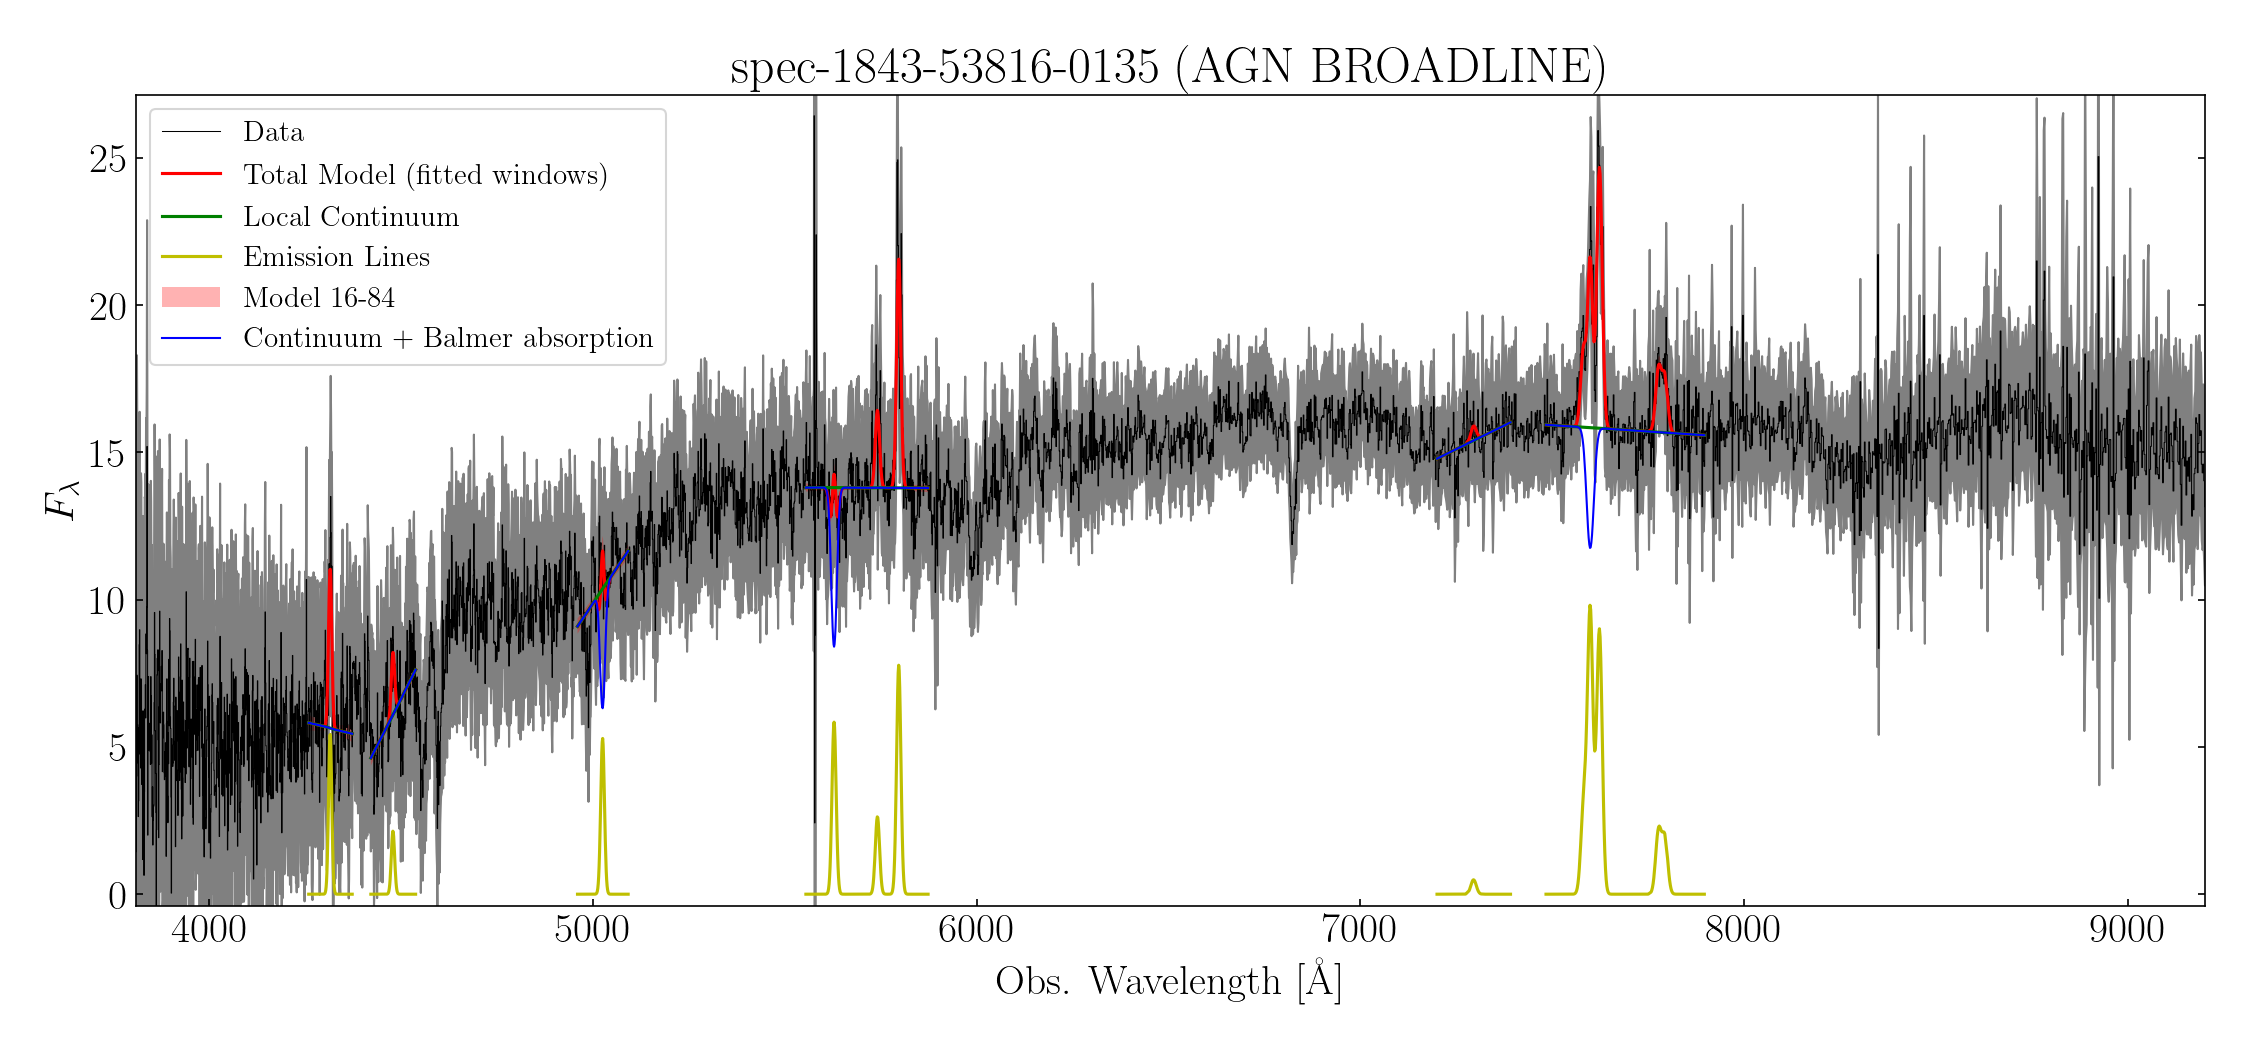 spec-1843-53816-0135 (AGN BROADLINE)
Data
Total Model (fitted windows)
Local Continuum
Emission Lines
Model 16-84
Continuum + Balmer absorption
25
20
15
10
5
0
F_λ
4000 5000 6000 7000 8000 9000
Obs. Wavelength [Å]